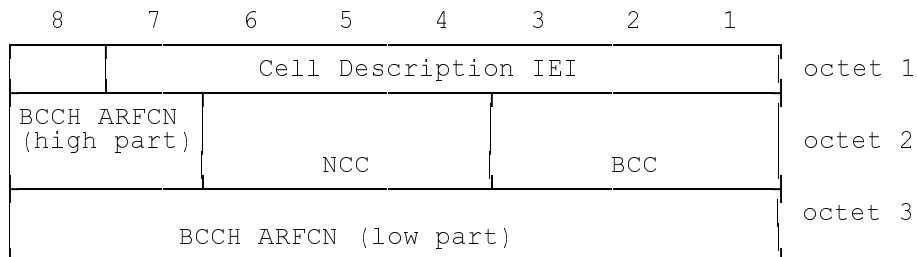 8 7 6 5 4 3 2 1
Cell Description IEI octet 1
BCCH ARFCN
(high part) octet 2
NCC BCC
octet 3
BCCH ARFCN (low part)